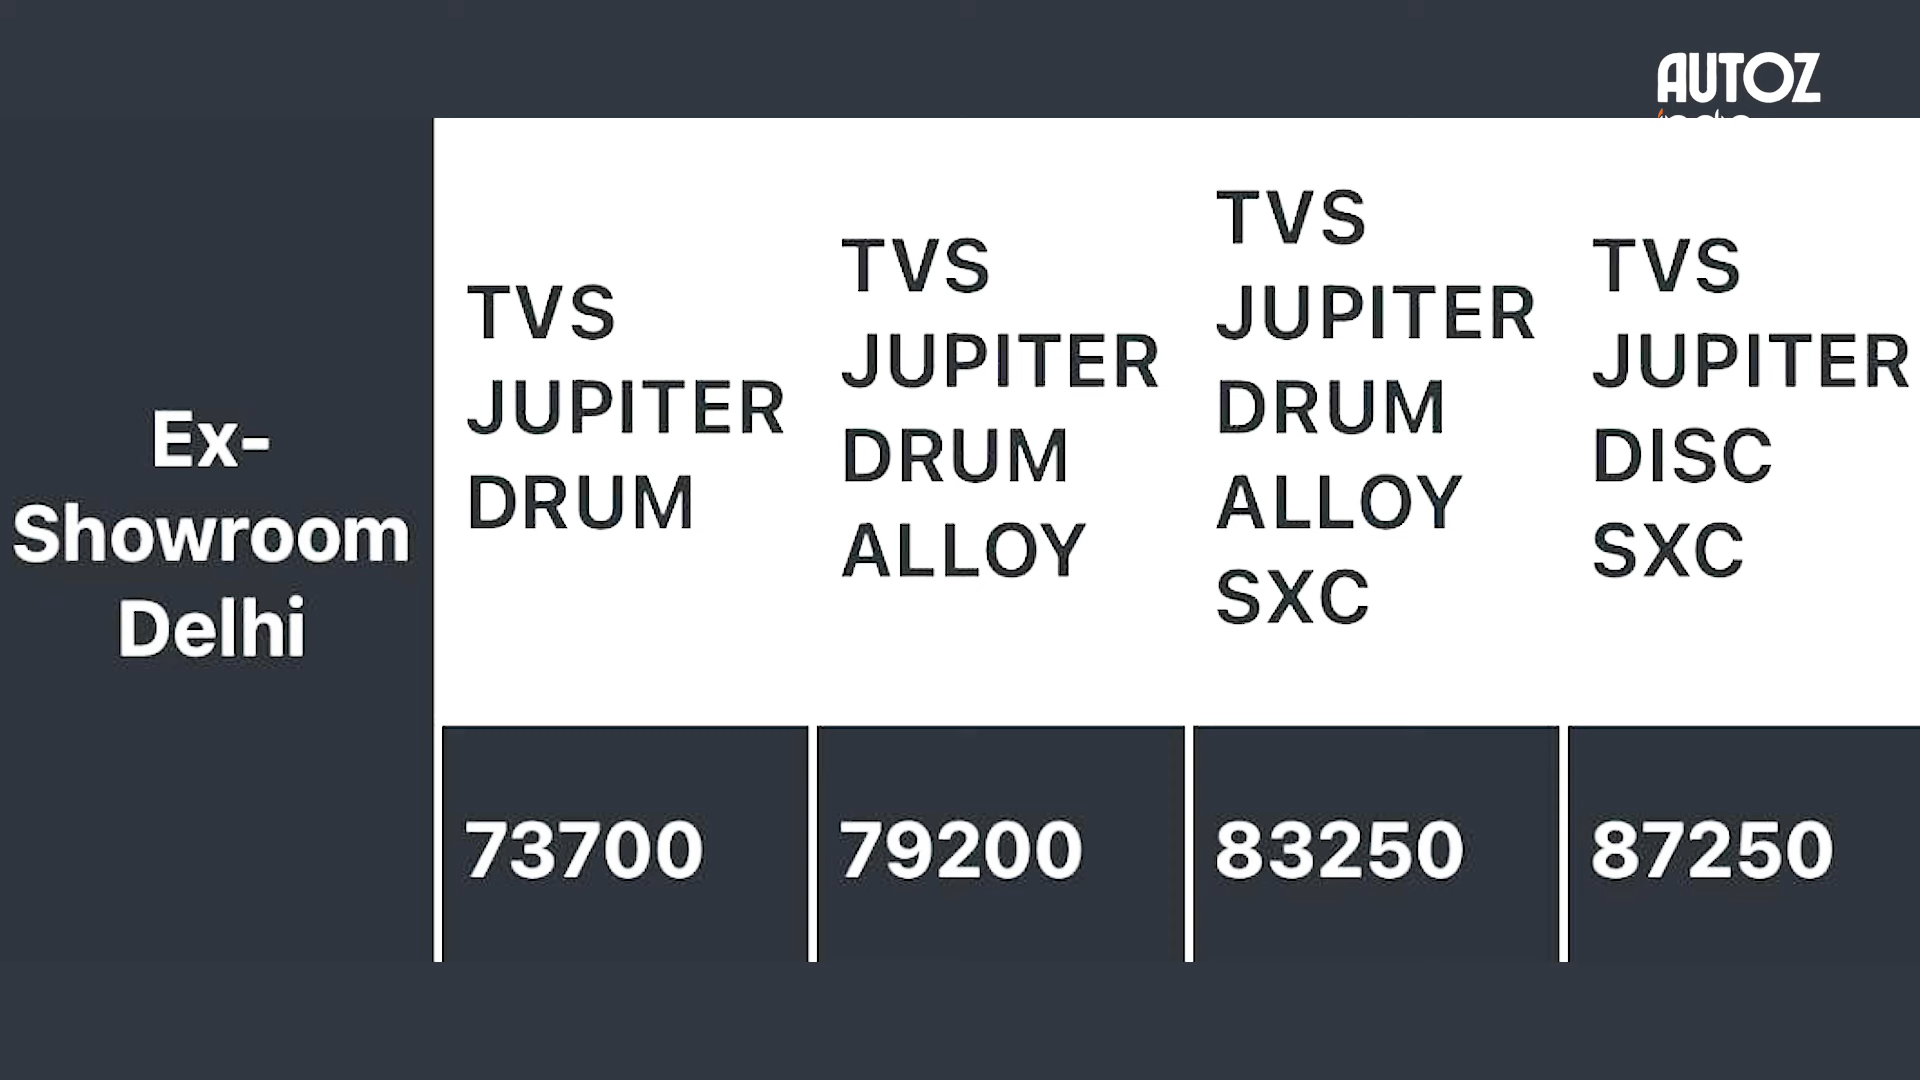 AUTOZ
Ex-
Showroom
Delhi
TVS
JUPITER
DRUM
TVS
JUPITER
DRUM
ALLOY
TVS
JUPITER
DRUM
ALLOY
SXC
TVS
JUPITER
DISC
SXC
73700
79200
83250
87250